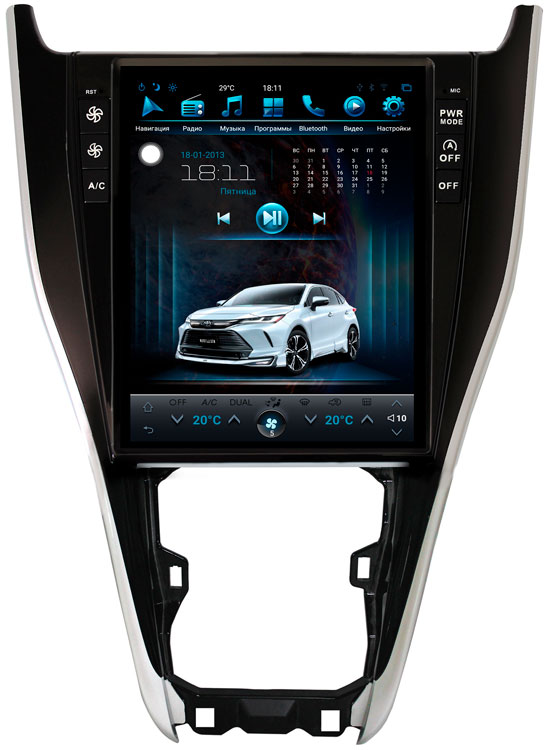 RST
MIC
29°C 18:11
Навигация Радио Музыка Программы Bluetooth Видео Настройки
PWR
MODE
A
OFF
A/C
OFF
18-01-2013
18:11
Пятница
ВС ПН ВТ СР ЧТ ПТ СБ
30 31 1 2 3 4 5
6 7 8 9 10 11 12
13 14 15 16 17 18 19
20 21 22 23 24 25 26
27 28 29 30 31 1 2
3 4 5 6 7 8 9
OFF A/C DUAL
20°C 5 20°C 10